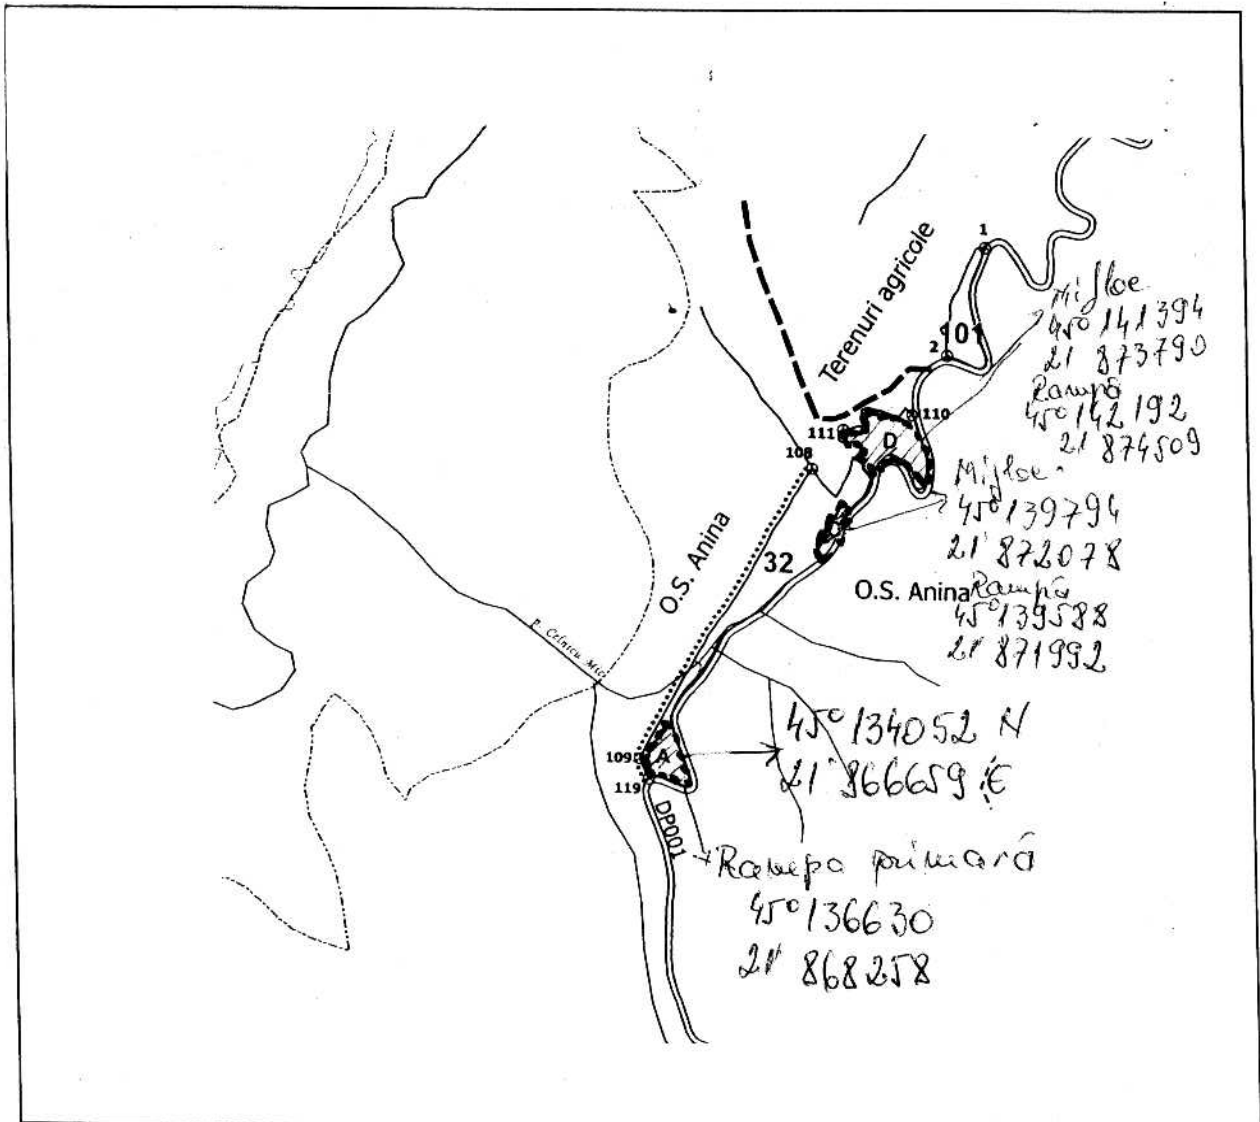 1
Terenuri agricole
Mijloc
45° 141394
21° 873790
101
2
Rampă
45° 142192
21° 874509
110
111
D
108
Mijloc
45° 139794
21° 872078
O.S. Anina
32
O.S. Anina
Rampă
45° 139588
21° 871992
p. Celnicu Mic
45° 134052 N
21° 866659 E
109
A
119
DP001
Rampa primară
45° 136630
21° 868258